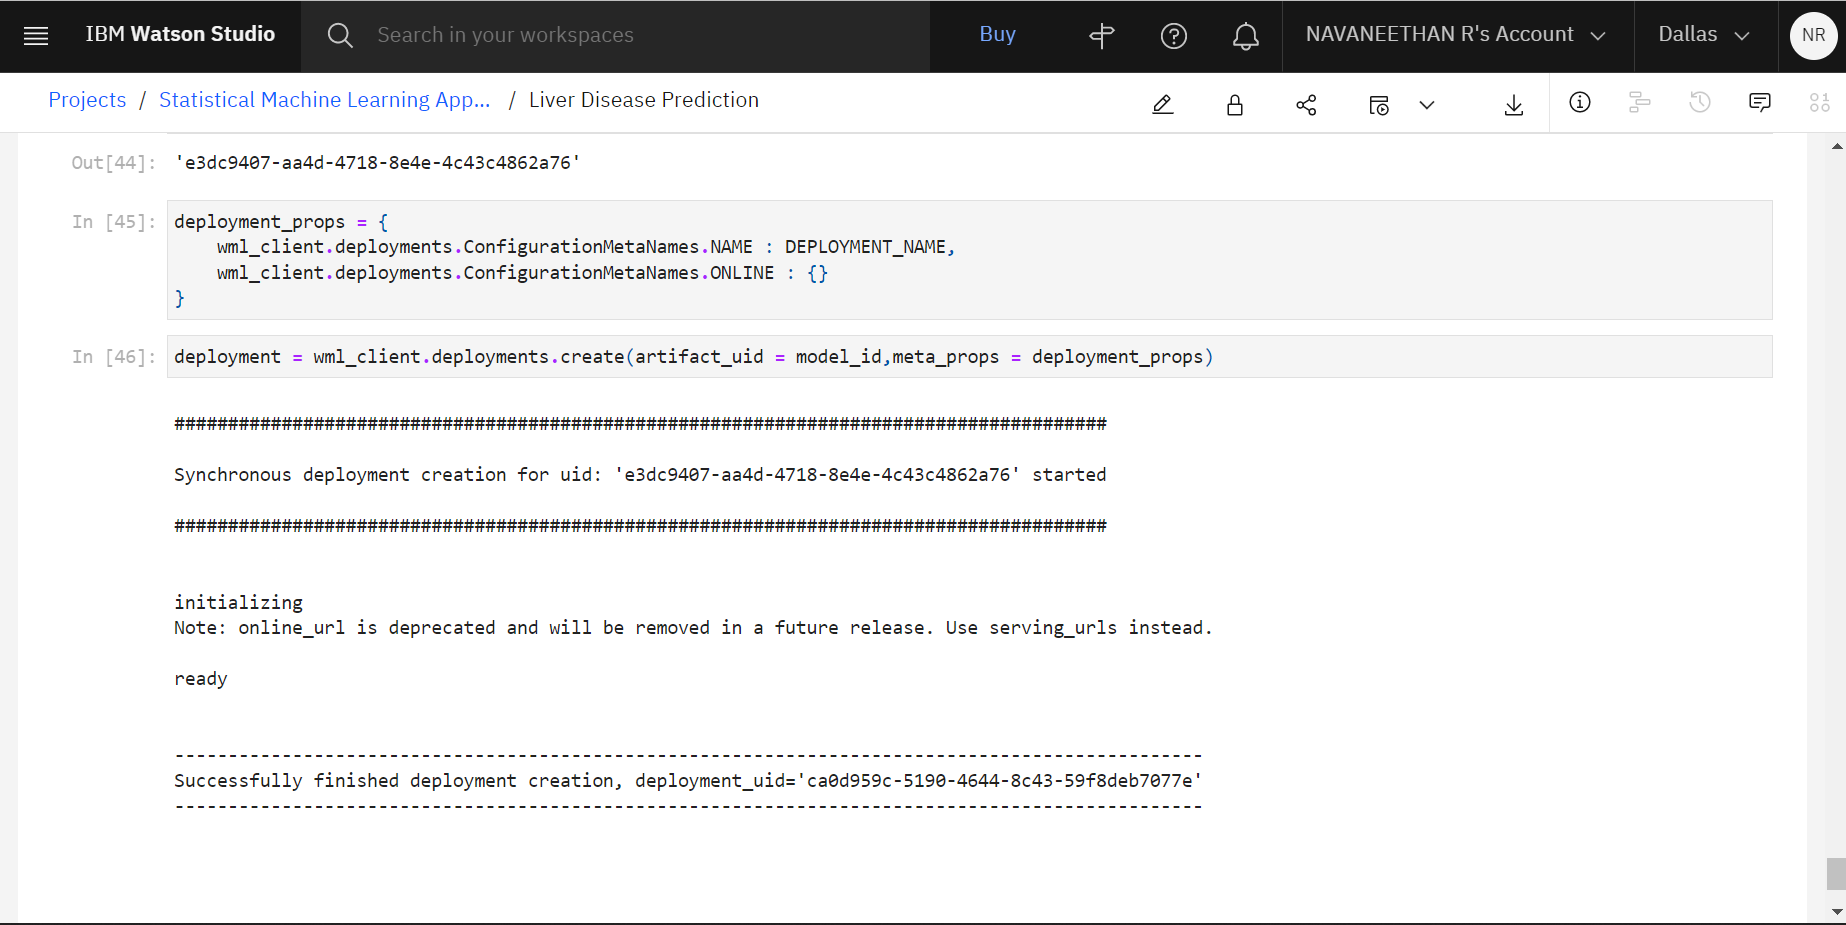 IBM Watson Studio
Search in your workspaces
Buy
NAVANEETHAN R's Account
Dallas
NR
Projects / Statistical Machine Learning App... / Liver Disease Prediction
Out[44]: 'e3dc9407-aa4d-4718-8e4e-4c43c4862a76'
In [45]: deployment_props = {
    wml_client.deployments.ConfigurationMetaNames.NAME : DEPLOYMENT_NAME,
    wml_client.deployments.ConfigurationMetaNames.ONLINE : {}
}
In [46]: deployment = wml_client.deployments.create(artifact_uid = model_id,meta_props = deployment_props)
#######################################################################################
Synchronous deployment creation for uid: 'e3dc9407-aa4d-4718-8e4e-4c43c4862a76' started
#######################################################################################
initializing
Note: online_url is deprecated and will be removed in a future release. Use serving_urls instead.
ready
------------------------------------------------------------------------------------------------
Successfully finished deployment creation, deployment_uid='ca0d959c-5190-4644-8c43-59f8deb7077e'
------------------------------------------------------------------------------------------------